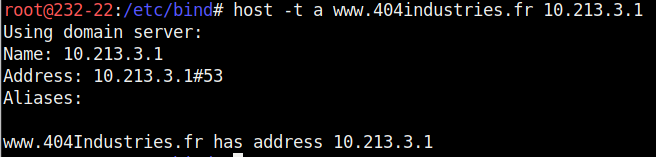 root@232-22:/etc/bind# host -t a www.404industries.fr 10.213.3.1
Using domain server:
Name: 10.213.3.1
Address: 10.213.3.1#53
Aliases:
www.404Industries.fr has address 10.213.3.1